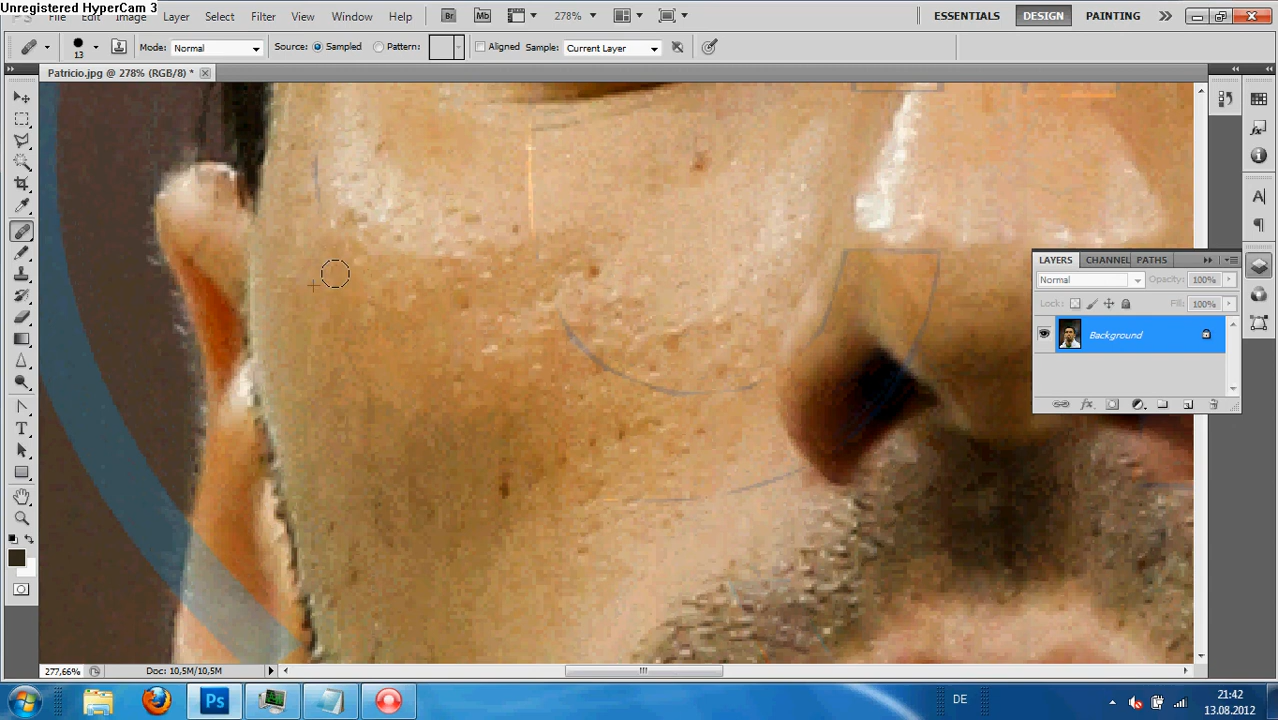 Unregistered HyperCam 3
File Edit Image Layer Select Filter View Window Help Br Mb 278% ESSENTIALS DESIGN PAINTING
13 Mode: Normal Source: Sampled Pattern: Aligned Sample: Current Layer
Patricio.jpg @ 278% (RGB/8) *
LAYERS CHANNEL PATHS
Normal Opacity: 100%
Lock: Fill: 100%
Background
277,66% Doc: 10,5M/10,5M
Ps DE 21:42
13.08.2012